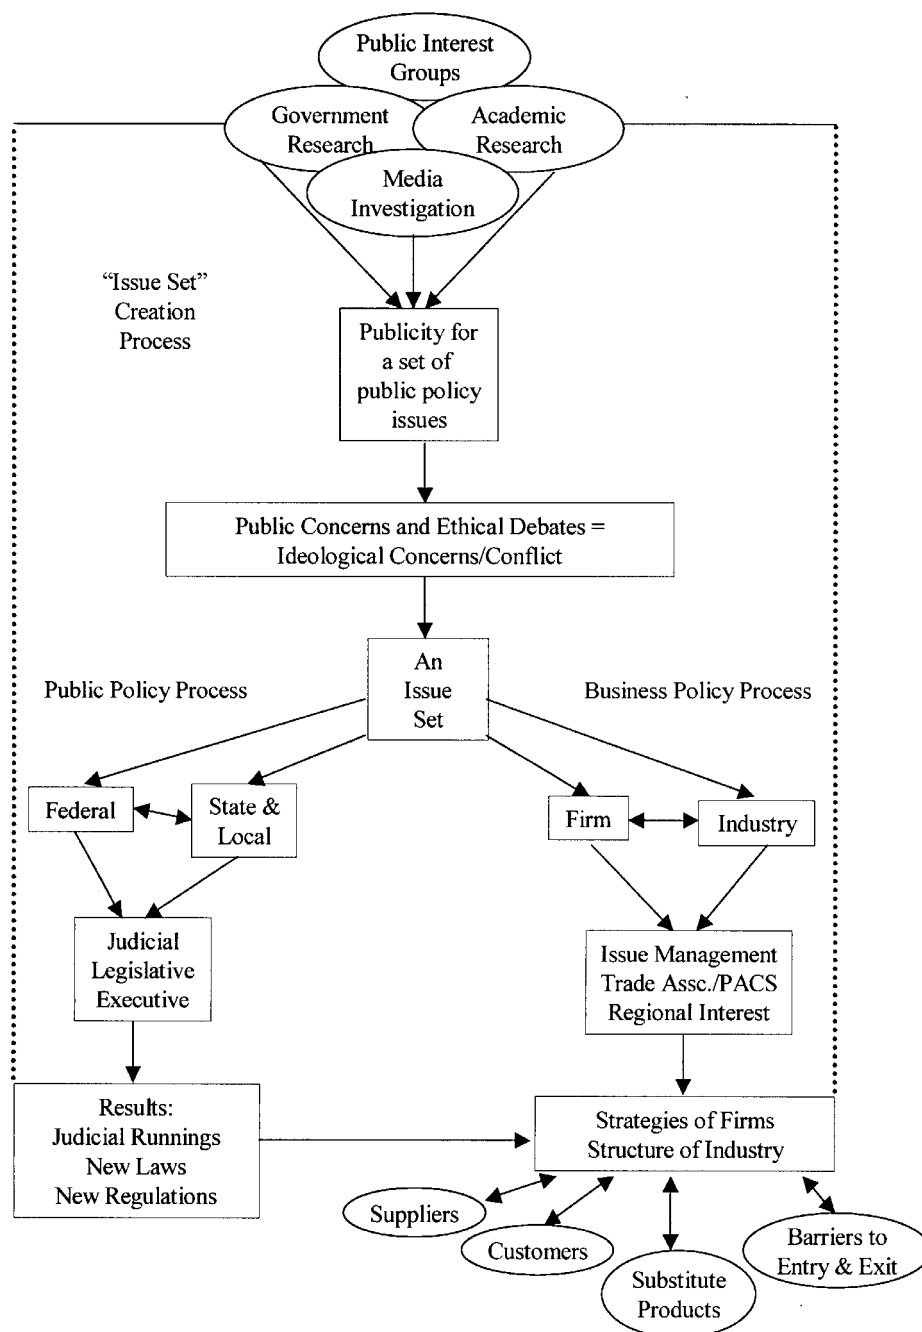 Public Interest
Groups
Government
Research
Academic
Research
Media
Investigation
“Issue Set”
Creation
Process
Publicity for
a set of
public policy
issues
Public Concerns and Ethical Debates =
Ideological Concerns/Conflict
An
Issue
Set
Public Policy Process
Business Policy Process
Federal
State &
Local
Firm
Industry
Judicial
Legislative
Executive
Issue Management
Trade Assc./PACS
Regional Interest
Results:
Judicial Runnings
New Laws
New Regulations
Strategies of Firms
Structure of Industry
Suppliers
Customers
Substitute
Products
Barriers to
Entry & Exit